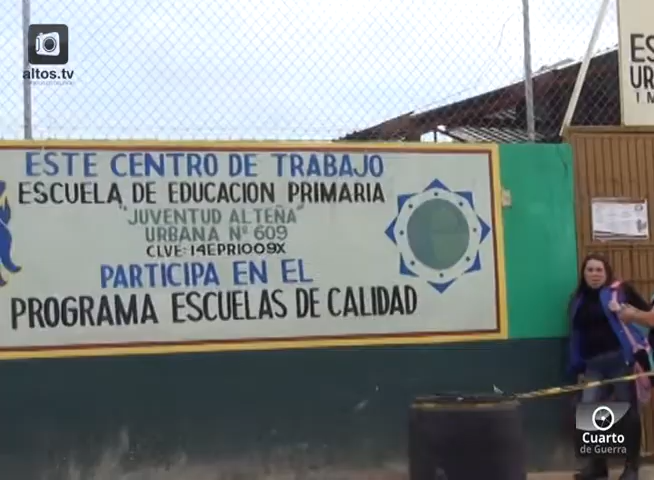 altos.tv
ESTE CENTRO DE TRABAJO
ESCUELA DE EDUCACION PRIMARIA
"JUVENTUD ALTEÑA"
URBANA Nº 609
CLVE: 14EPR1009X
PARTICIPA EN EL
PROGRAMA ESCUELAS DE CALIDAD
ES
UR
1 M
Cuarto
de Guerra